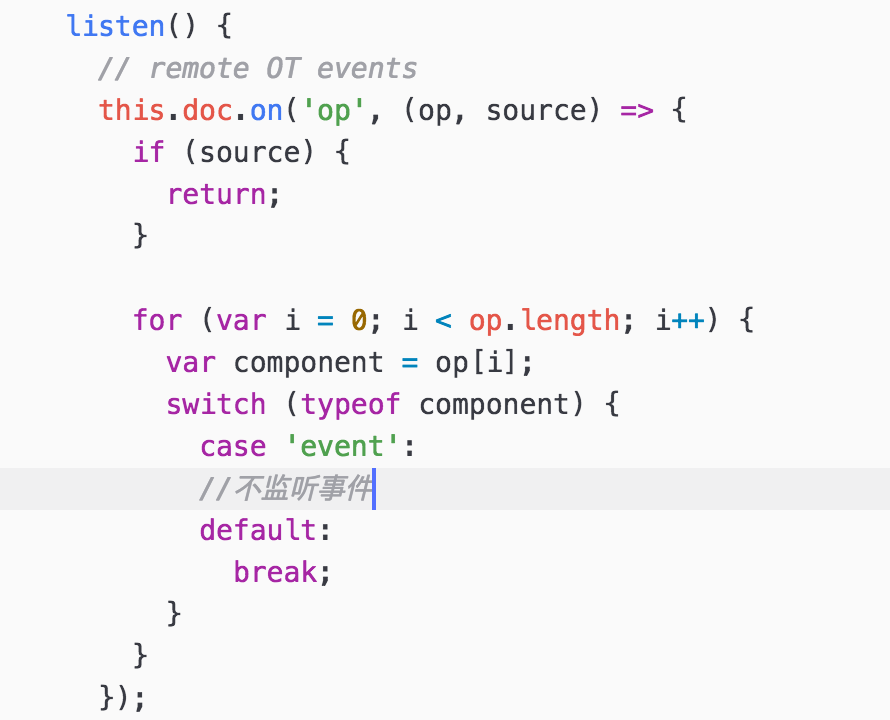 listen() {
// remote OT events
this.doc.on('op', (op, source) => {
if (source) {
return;
}
for (var i = 0; i < op.length; i++) {
var component = op[i];
switch (typeof component) {
case 'event':
//不监听事件
default:
break;
}
}
});